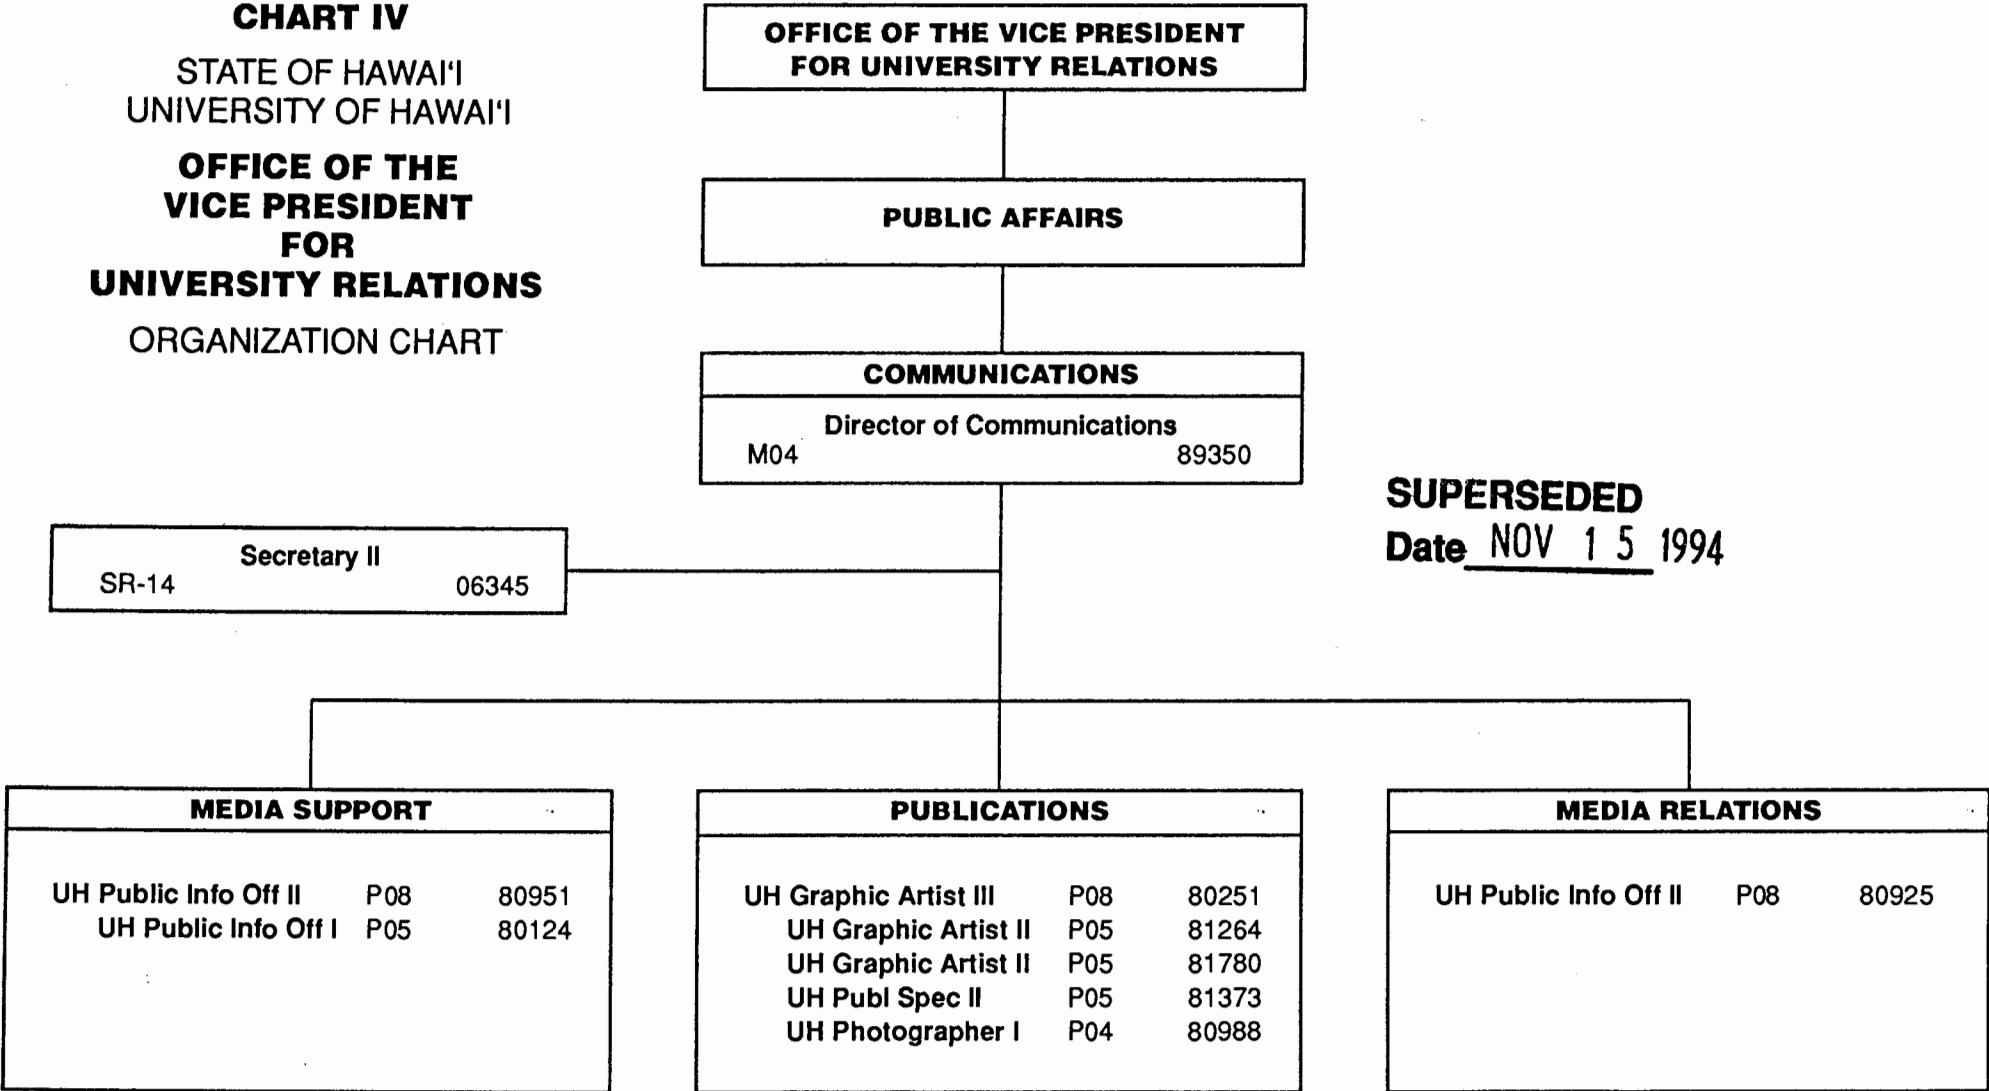 CHART IV
STATE OF HAWAI'I
UNIVERSITY OF HAWAI'I
OFFICE OF THE
VICE PRESIDENT
FOR
UNIVERSITY RELATIONS
ORGANIZATION CHART
OFFICE OF THE VICE PRESIDENT
FOR UNIVERSITY RELATIONS
PUBLIC AFFAIRS
COMMUNICATIONS
Director of Communications
M04 89350
SUPERSEDED
Date NOV 15 1994
Secretary II
SR-14 06345
MEDIA SUPPORT
UH Public Info Off II P08 80951
UH Public Info Off I P05 80124
PUBLICATIONS
UH Graphic Artist III P08 80251
UH Graphic Artist II P05 81264
UH Graphic Artist II P05 81780
UH Publ Spec II P05 81373
UH Photographer I P04 80988
MEDIA RELATIONS
UH Public Info Off II P08 80925